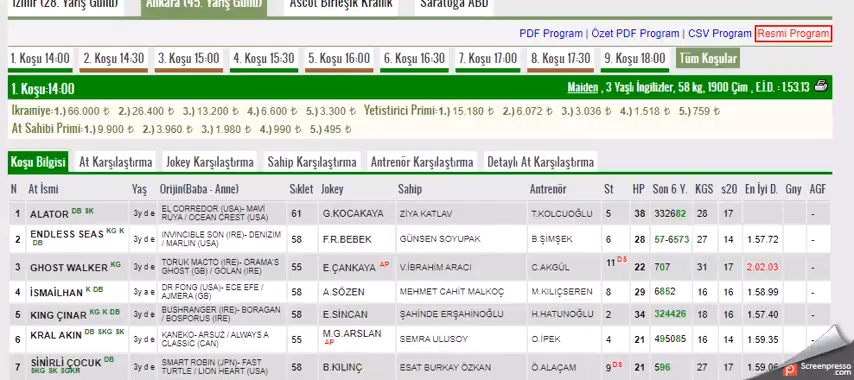 İzmir (28. Yarış Günü) Ankara (45. Yarış Günü) Ascot Birleşik Krallık Saratoga ABD
PDF Program | Özet PDF Program | CSV Program Resmi Program
1. Koşu 14:00 2. Koşu 14:30 3. Koşu 15:00 4. Koşu 15:30 5. Koşu 16:00 6. Koşu 16:30 7. Koşu 17:00 8. Koşu 17:30 9. Koşu 18:00 Tüm Koşular
1. Koşu:14:00 Maiden , 3 Yaşlı İngilizler, 58 kg, 1900 Çim , E.İ.D. : 1.53.13
İkramiye:1.) 66.000 ₺ 2.) 26.400 ₺ 3.) 13.200 ₺ 4.) 6.600 ₺ 5.) 3.300 ₺ Yetistirici Primi:1.) 15.180 ₺ 2.) 6.072 ₺ 3.) 3.036 ₺ 4.) 1.518 ₺ 5.) 759 ₺
At Sahibi Primi:1.) 9.900 ₺ 2.) 3.960 ₺ 3.) 1.980 ₺ 4.) 990 ₺ 5.) 495 ₺
Koşu Bilgisi At Karşılaştırma Jokey Karşılaştırma Sahip Karşılaştırma Antrenör Karşılaştırma Detaylı At Karşılaştırma
N At İsmi Yaş Orijin(Baba - Anne) Sıklet Jokey Sahip Antrenör St HP Son 6 Y. KGS s20 En İyi D. Gny AGF
1 ALATOR DB SK 3y d e EL CORREDOR (USA)- MAVİ RUYA / OCEAN CREST (USA) 61 G.KOCAKAYA ZİYA KATLAV T.KOLCUOĞLU 5 38 332682 28 17 -
2 ENDLESS SEAS KG K DB 3y d e INVINCIBLE SON (IRE)- DENİZİM / MARLIN (USA) 58 F.R.BEBEK GÜNSEN SOYUPAK B.ŞİMŞEK 6 28 57-6573 27 14 1.57.72 -
3 GHOST WALKER KG 3y d e TORUK MACTO (IRE)- ORAMA'S GHOST (GB) / GOLAN (IRE) 55 E.ÇANKAYA AP V.İBRAHİM ARACI C.AKGÜL 11 DS 22 707 31 17 2.02.03 -
4 İSMAİLHAN K DB 3y a e DR FONG (USA)- ECE EFE / AJMERA (GB) 58 A.SÖZEN MEHMET CAHİT MALKOÇ M.KILIÇSEREN 8 29 6852 16 16 1.58.99 -
5 KING ÇINAR KG K DB 3y d e BUSHRANGER (IRE)- BORAGAN / BOSPORUS (IRE) 58 E.SİNCAN ŞAHİNDE ERŞAHİNOĞLU H.HATUNOĞLU 2 34 324426 18 16 1.57.40 -
6 KRAL AKIN DB SKG SK 3y d e KANEKO- ARSUZ / ALWAYS A CLASSIC (CAN) 55 M.G.ARSLAN AP SEMRA ULUSOY O.İPEK 4 21 495085 16 14 1.59.35
7 SİNİRLİ ÇOCUK DB SKG SK SGKR 3y d e SMART ROBIN (JPN)- FAST TURTLE / LION HEART (USA) 58 B.KILINÇ ESAT BURKAY ÖZKAN Ö.ALAÇAM 9 DS 21 596 27 17
Screenpresso
.com